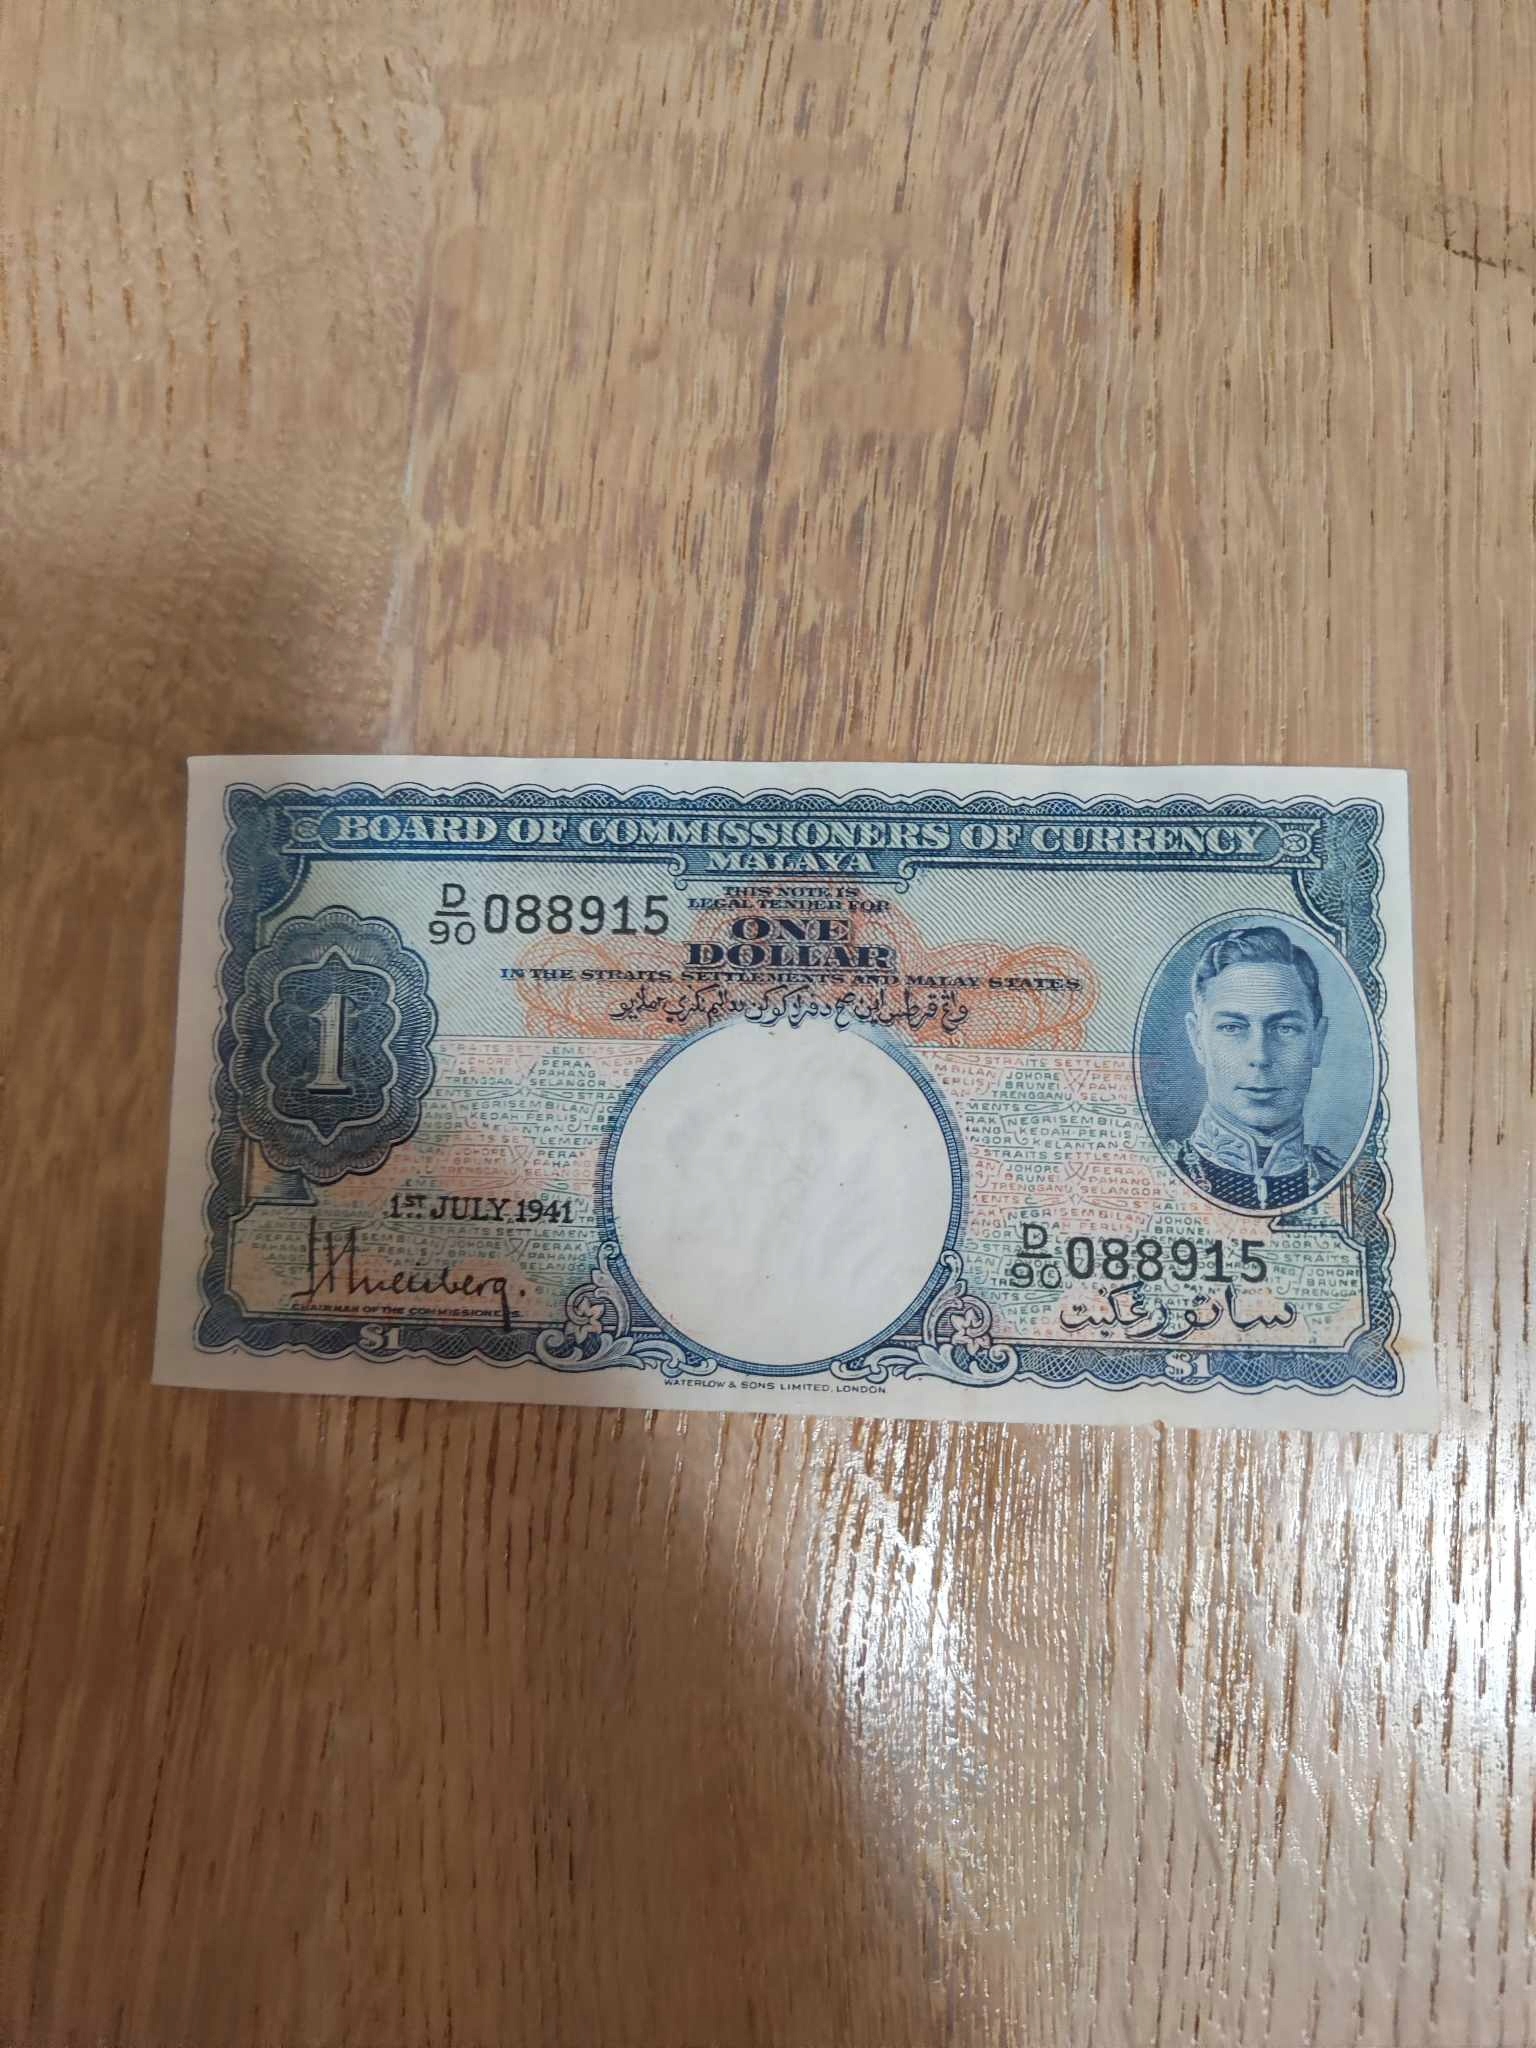 BOARD OF COMMISSIONERS OF CURRENCY
MALAYA
D/90 088915
THIS NOTE IS
LEGAL TENDER FOR
ONE
DOLLAR
IN THE STRAITS SETTLEMENTS AND MALAY STATES
1
1ST JULY, 1941
CHAIRMAN OF THE COMMISSIONERS.
D/90 088915
ساتو رڠݢيت
$1
$1
WATERLOW & SONS LIMITED, LONDON